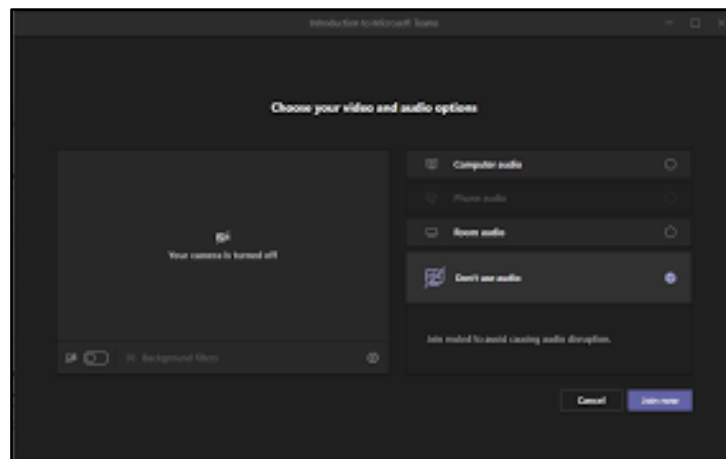 Introduction to Microsoft Teams
Choose your video and audio options
Computer audio
Phone audio
Room audio
Your camera is turned off
Don't use audio
Join muted to avoid causing audio disruption.
Background filters
Cancel
Join now